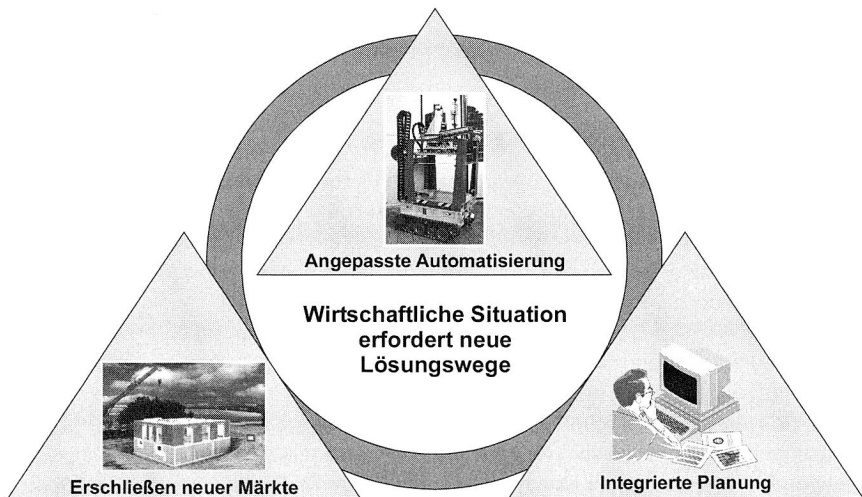 Angepasste Automatisierung
Wirtschaftliche Situation
erfordert neue
Lösungswege
Erschließen neuer Märkte
Integrierte Planung